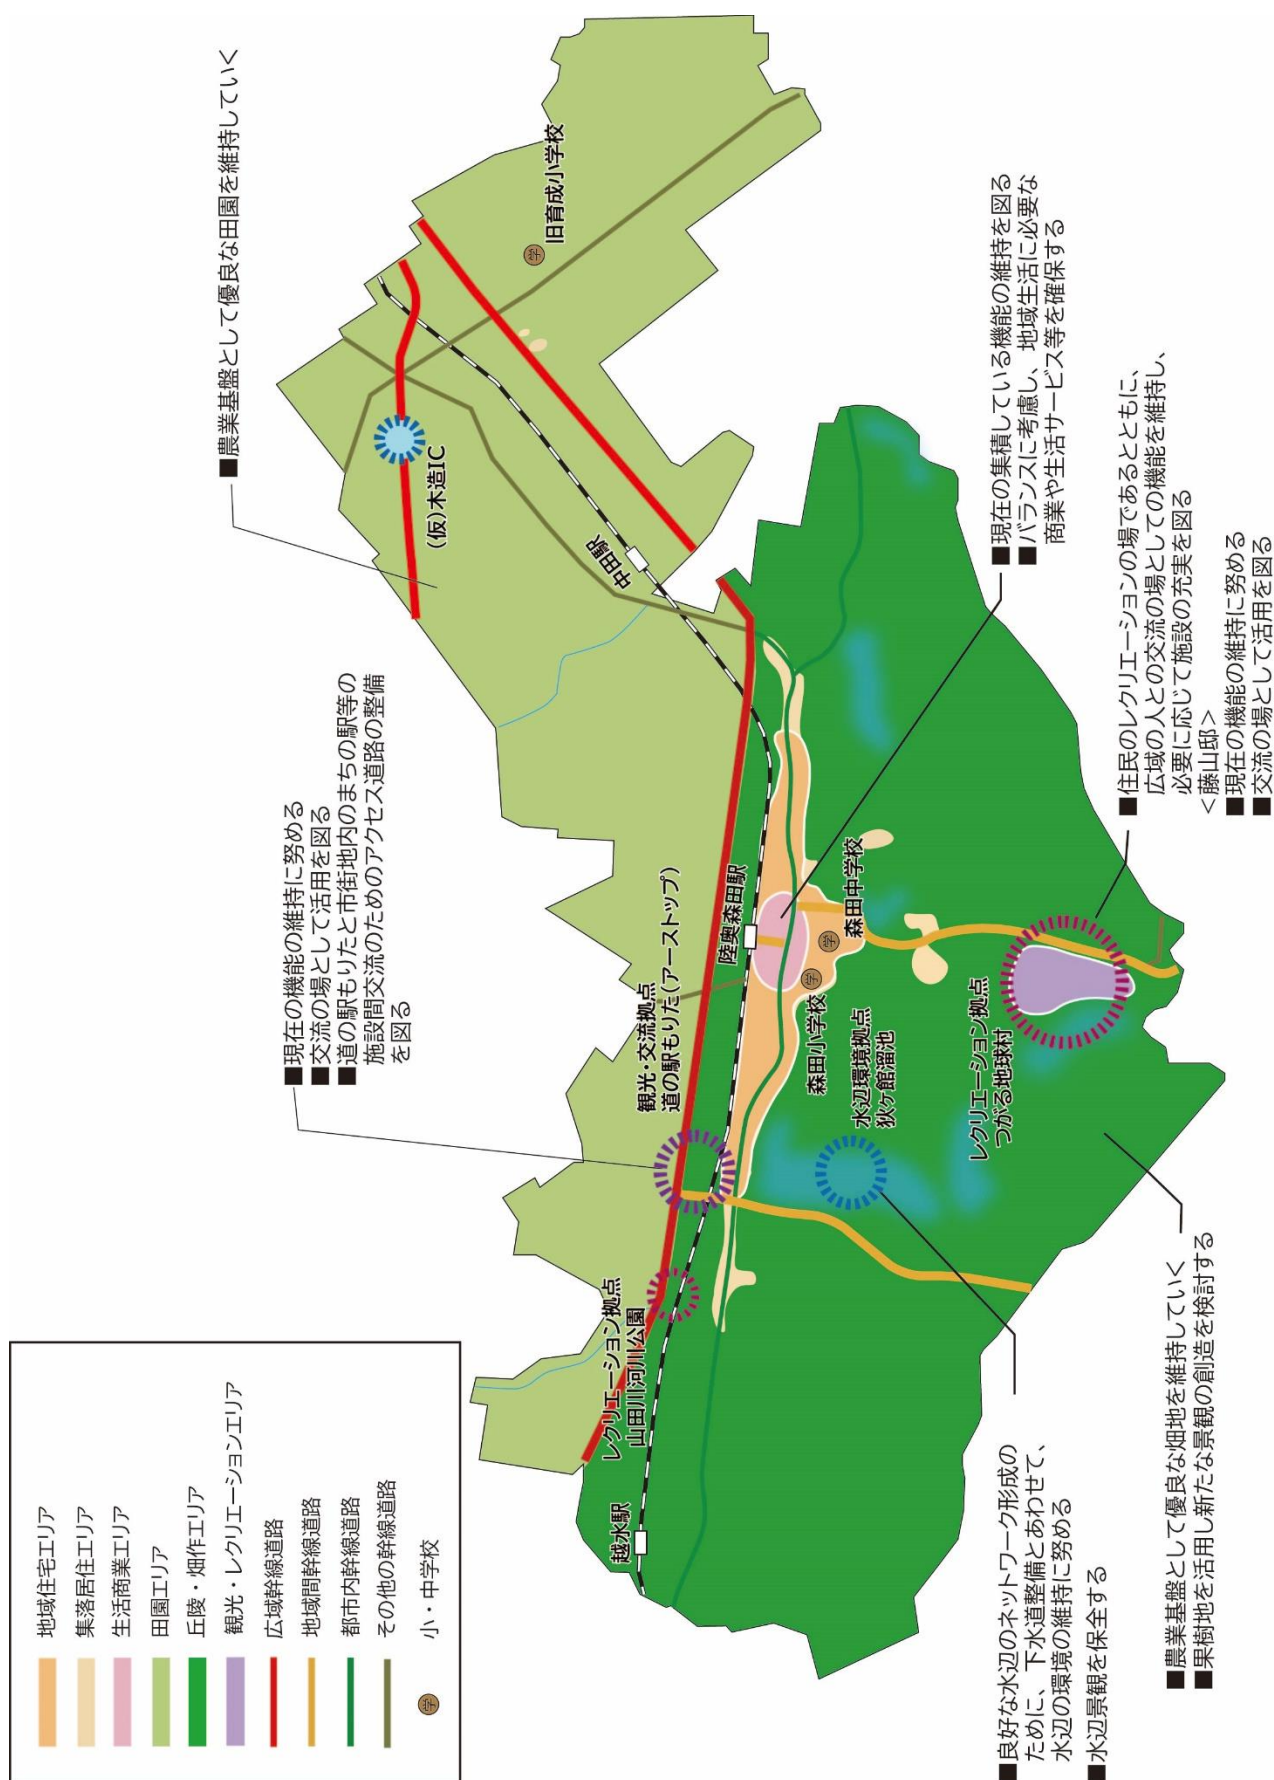 地域住宅エリア
集落居住エリア
生活商業エリア
田園エリア
丘陵・畑作エリア
観光・レクリエーションエリア
広域幹線道路
地域間幹線道路
都市内幹線道路
その他の幹線道路
学 小・中学校
■現在の機能の維持に努める
■交流の場として活用を図る
■道の駅もりたと市街地内のまちの駅等の
施設間交流のためのアクセス道路の整備
を図る
■農業基盤として優良な田園を維持していく
(仮)木造IC
中田駅
学
旧育成小学校
観光・交流拠点
道の駅もりた(アーストップ)
レクリエーション拠点
山田川河川公園
越水駅
陸奥森田駅
学
森田小学校
学
森田中学校
水辺環境拠点
狄ケ館溜池
レクリエーション拠点
つがる地球村
■現在の集積している機能の維持を図る
■バランスに考慮し、地域生活に必要な
商業や生活サービス等を確保する
■住民のレクリエーションの場であるとともに、
広域の人との交流の場としての機能を維持し、
必要に応じて施設の充実を図る
<藤山邸>
■現在の機能の維持に努める
■交流の場として活用を図る
■良好な水辺のネットワーク形成の
ために、下水道整備とあわせて、
水辺の環境の維持に努める
■水辺景観を保全する
■農業基盤として優良な畑地を維持していく
■果樹地を活用し新たな景観の創造を検討する